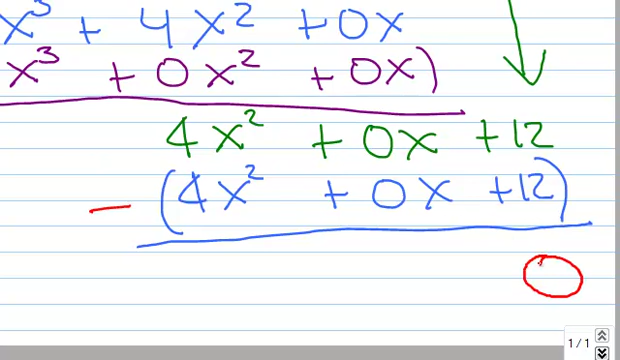 x³ + 4x² + 0x
x³ + 0x² + 0x)
4x² + 0x + 12
- (4x² + 0x + 12)
0
1 / 1